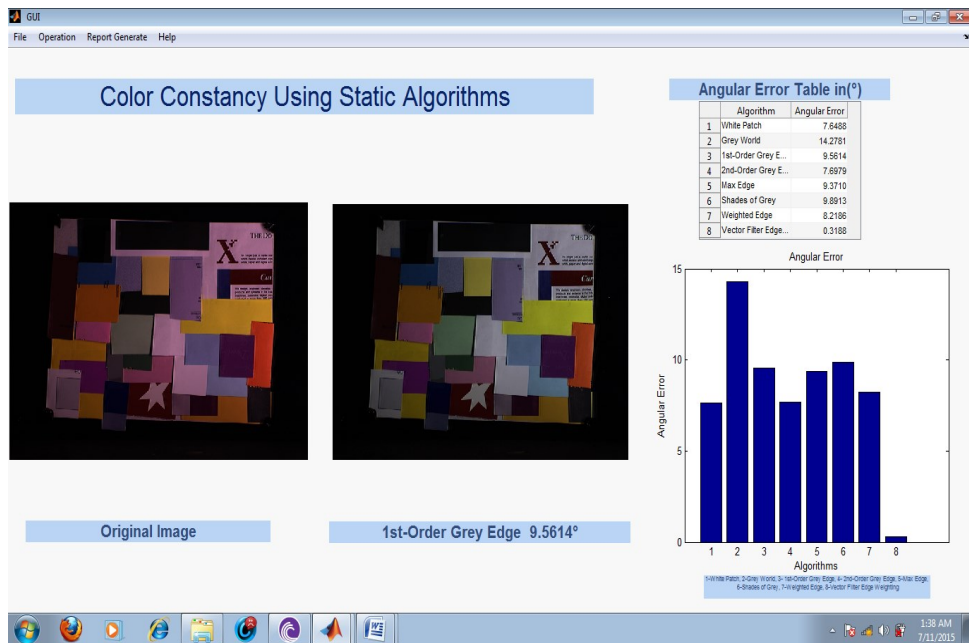 GUI
File Operation Report Generate Help
Color Constancy Using Static Algorithms
Angular Error Table in(°)
Algorithm Angular Error
1 White Patch 7.6488
2 Grey World 14.2781
3 1st-Order Grey E... 9.5614
4 2nd-Order Grey E... 7.6979
5 Max Edge 9.3710
6 Shades of Grey 9.8913
7 Weighted Edge 8.2186
8 Vector Filter Edge... 0.3188
X
X
Original Image
1st-Order Grey Edge 9.5614°
Angular Error
15
10
5
0
Angular Error
1 2 3 4 5 6 7 8
Algorithms
1-White Patch, 2-Grey World, 3- 1st-Order Grey Edge, 4- 2nd-Order Grey Edge, 5-Max Edge,
6-Shades of Grey, 7-Weighted Edge, 8-Vector Filter Edge Weighting
1:38 AM
7/11/2015